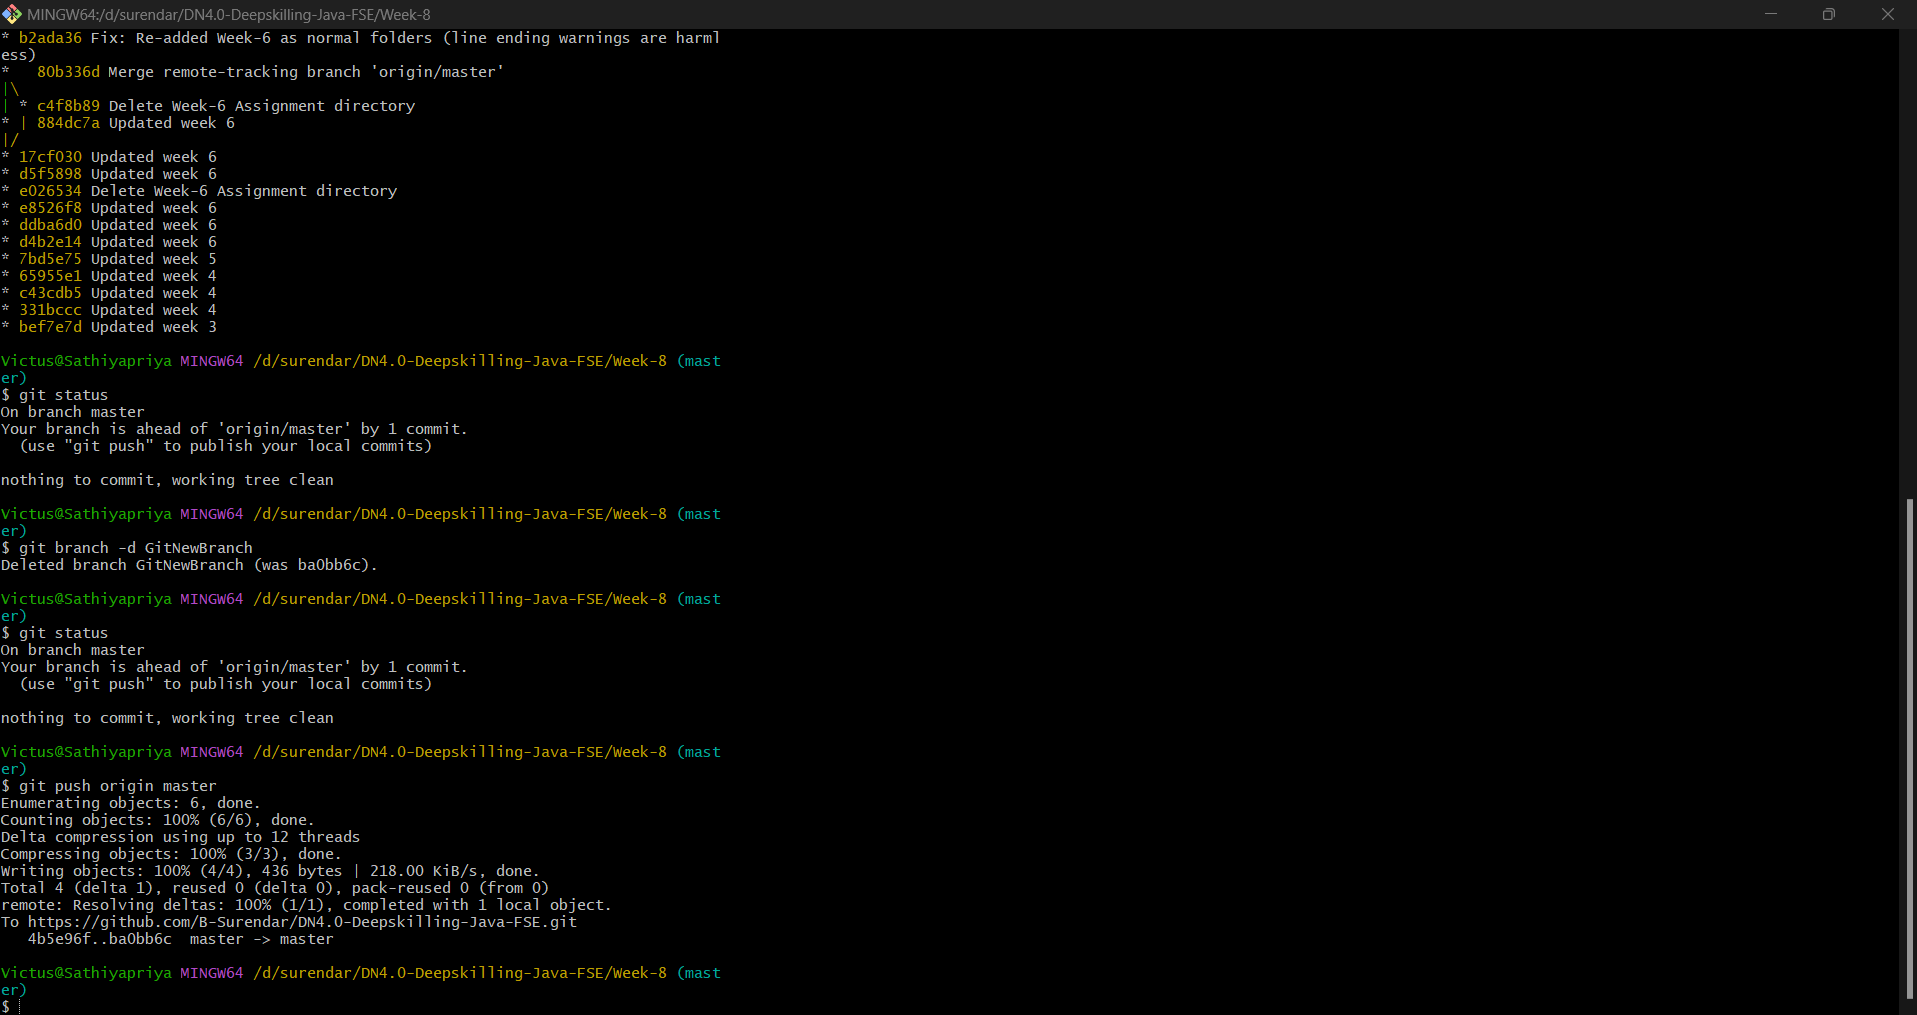 MINGW64:/d/surendar/DN4.0-Deepskilling-Java-FSE/Week-8
* b2ada36 Fix: Re-added Week-6 as normal folders (line ending warnings are harml
ess)
*   80b336d Merge remote-tracking branch 'origin/master'
|\
| * c4f8b89 Delete Week-6 Assignment directory
* | 884dc7a Updated week 6
|/
* 17cf030 Updated week 6
* d5f5898 Updated week 6
* e026534 Delete Week-6 Assignment directory
* e8526f8 Updated week 6
* ddba6d0 Updated week 6
* d4b2e14 Updated week 6
* 7bd5e75 Updated week 5
* 65955e1 Updated week 4
* c43cdb5 Updated week 4
* 331bccc Updated week 4
* bef7e7d Updated week 3
Victus@Sathiyapriya MINGW64 /d/surendar/DN4.0-Deepskilling-Java-FSE/Week-8 (mast
er)
$ git status
On branch master
Your branch is ahead of 'origin/master' by 1 commit.
  (use "git push" to publish your local commits)
nothing to commit, working tree clean
Victus@Sathiyapriya MINGW64 /d/surendar/DN4.0-Deepskilling-Java-FSE/Week-8 (mast
er)
$ git branch -d GitNewBranch
Deleted branch GitNewBranch (was ba0bb6c).
Victus@Sathiyapriya MINGW64 /d/surendar/DN4.0-Deepskilling-Java-FSE/Week-8 (mast
er)
$ git status
On branch master
Your branch is ahead of 'origin/master' by 1 commit.
  (use "git push" to publish your local commits)
nothing to commit, working tree clean
Victus@Sathiyapriya MINGW64 /d/surendar/DN4.0-Deepskilling-Java-FSE/Week-8 (mast
er)
$ git push origin master
Enumerating objects: 6, done.
Counting objects: 100% (6/6), done.
Delta compression using up to 12 threads
Compressing objects: 100% (3/3), done.
Writing objects: 100% (4/4), 436 bytes | 218.00 KiB/s, done.
Total 4 (delta 1), reused 0 (delta 0), pack-reused 0 (from 0)
remote: Resolving deltas: 100% (1/1), completed with 1 local object.
To https://github.com/B-Surendar/DN4.0-Deepskilling-Java-FSE.git
   4b5e96f..ba0bb6c  master -> master
Victus@Sathiyapriya MINGW64 /d/surendar/DN4.0-Deepskilling-Java-FSE/Week-8 (mast
er)
$